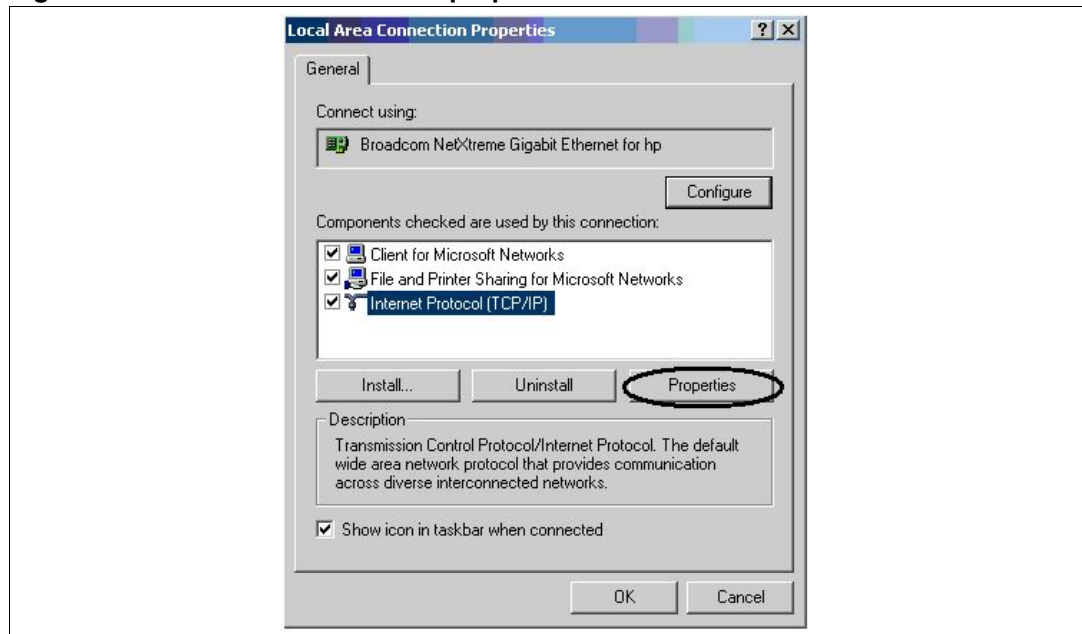 Local Area Connection Properties
General
Connect using:
Broadcom NetXtreme Gigabit Ethernet for hp
Configure
Components checked are used by this connection:
Client for Microsoft Networks
File and Printer Sharing for Microsoft Networks
Internet Protocol (TCP/IP)
Install...
Uninstall
Properties
Description
Transmission Control Protocol/Internet Protocol. The default
wide area network protocol that provides communication
across diverse interconnected networks.
Show icon in taskbar when connected
OK
Cancel